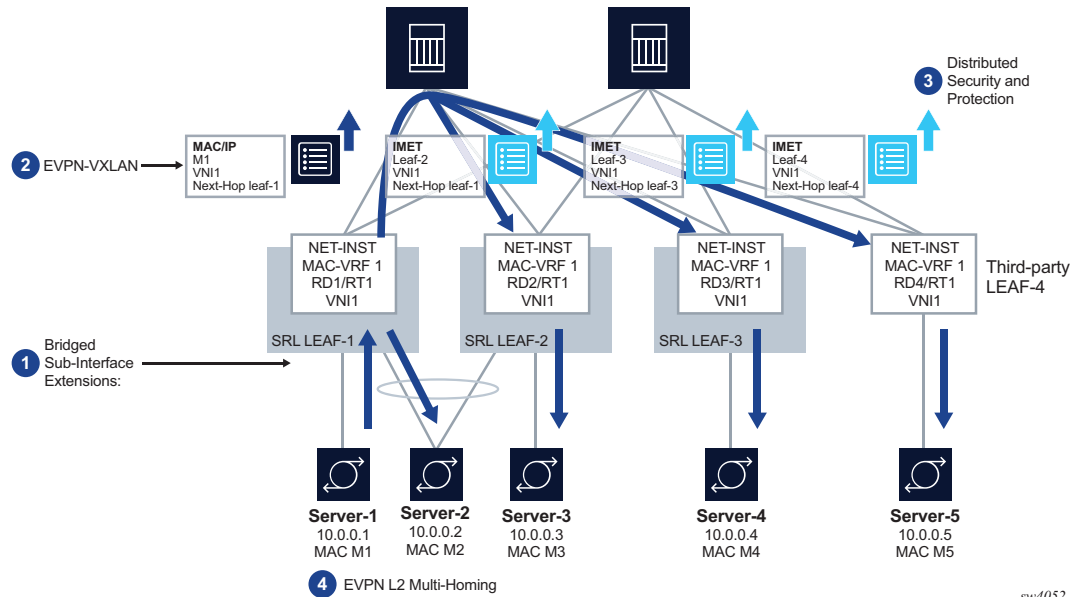 3
Distributed
Security and
Protection
2
EVPN-VXLAN
MAC/IP
M1
VNI1
Next-Hop leaf-1
IMET
Leaf-2
VNI1
Next-Hop leaf-1
IMET
Leaf-3
VNI1
Next-Hop leaf-3
IMET
Leaf-4
VNI1
Next-Hop leaf-4
NET-INST
MAC-VRF 1
RD1/RT1
VNI1
SRL LEAF-1
NET-INST
MAC-VRF 1
RD2/RT1
VNI1
SRL LEAF-2
NET-INST
MAC-VRF 1
RD3/RT1
VNI1
SRL LEAF-3
NET-INST
MAC-VRF 1
RD4/RT1
VNI1
Third-party
LEAF-4
1
Bridged
Sub-Interface
Extensions:
Server-1
10.0.0.1
MAC M1
Server-2
10.0.0.2
MAC M2
Server-3
10.0.0.3
MAC M3
Server-4
10.0.0.4
MAC M4
Server-5
10.0.0.5
MAC M5
4
EVPN L2 Multi-Homing
sw4052